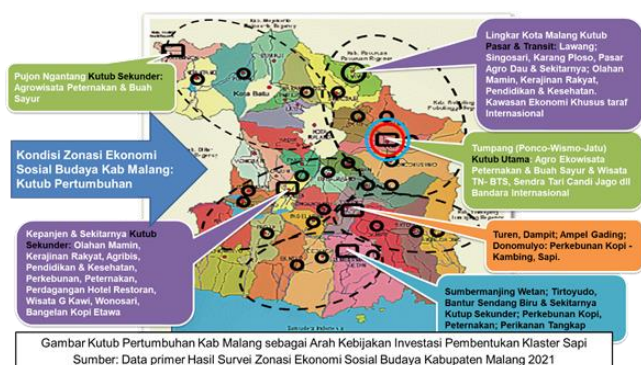 Pujon Ngantang Kutub Sekunder:
Agrowisata Peternakan & Buah
Sayur
Kondisi Zonasi Ekonomi
Sosial Budaya Kab Malang:
Kutub Pertumbuhan
Kepanjen & Sekitarnya Kutub
Sekunder: Olahan Mamin,
Kerajinan Rakyat, Agribis,
Pendidikan & Kesehatan,
Perkebunan, Peternakan,
Perdagangan Hotel Restoran,
Wisata G Kawi, Wonosari,
Bangelan Kopi Etawa
Kota Batu
KOTA
MALANG
Lingkar Kota Malang Kutub
Pasar & Transit: Lawang;
Singosari, Karang Ploso, Pasar
Agro Dau & Sekitarnya; Olahan
Mamin, Kerajinan Rakyat,
Pendidikan & Kesehatan.
Kawasan Ekonomi Khusus taraf
Internasional
Tumpang (Ponco-Wismo-Jatu)
Kutub Utama: Agro Ekowisata
Peternakan & Buah Sayur & Wisata
TN- BTS, Sendra Tari Candi Jago dll
Bandara Internasional
Turen, Dampit; Ampel Gading;
Donomulyo: Perkebunan Kopi -
Kambing, Sapi.
Sumbermanjing Wetan; Tirtoyudo,
Bantur Sendang Biru & Sekitarnya
Kutup Sekunder; Perkebunan Kopi,
Peternakan; Perikanan Tangkap
Gambar Kutub Pertumbuhan Kab Malang sebagai Arah Kebijakan Investasi Pembentukan Klaster Sapi
Sumber: Data primer Hasil Survei Zonasi Ekonomi Sosial Budaya Kabupaten Malang 2021